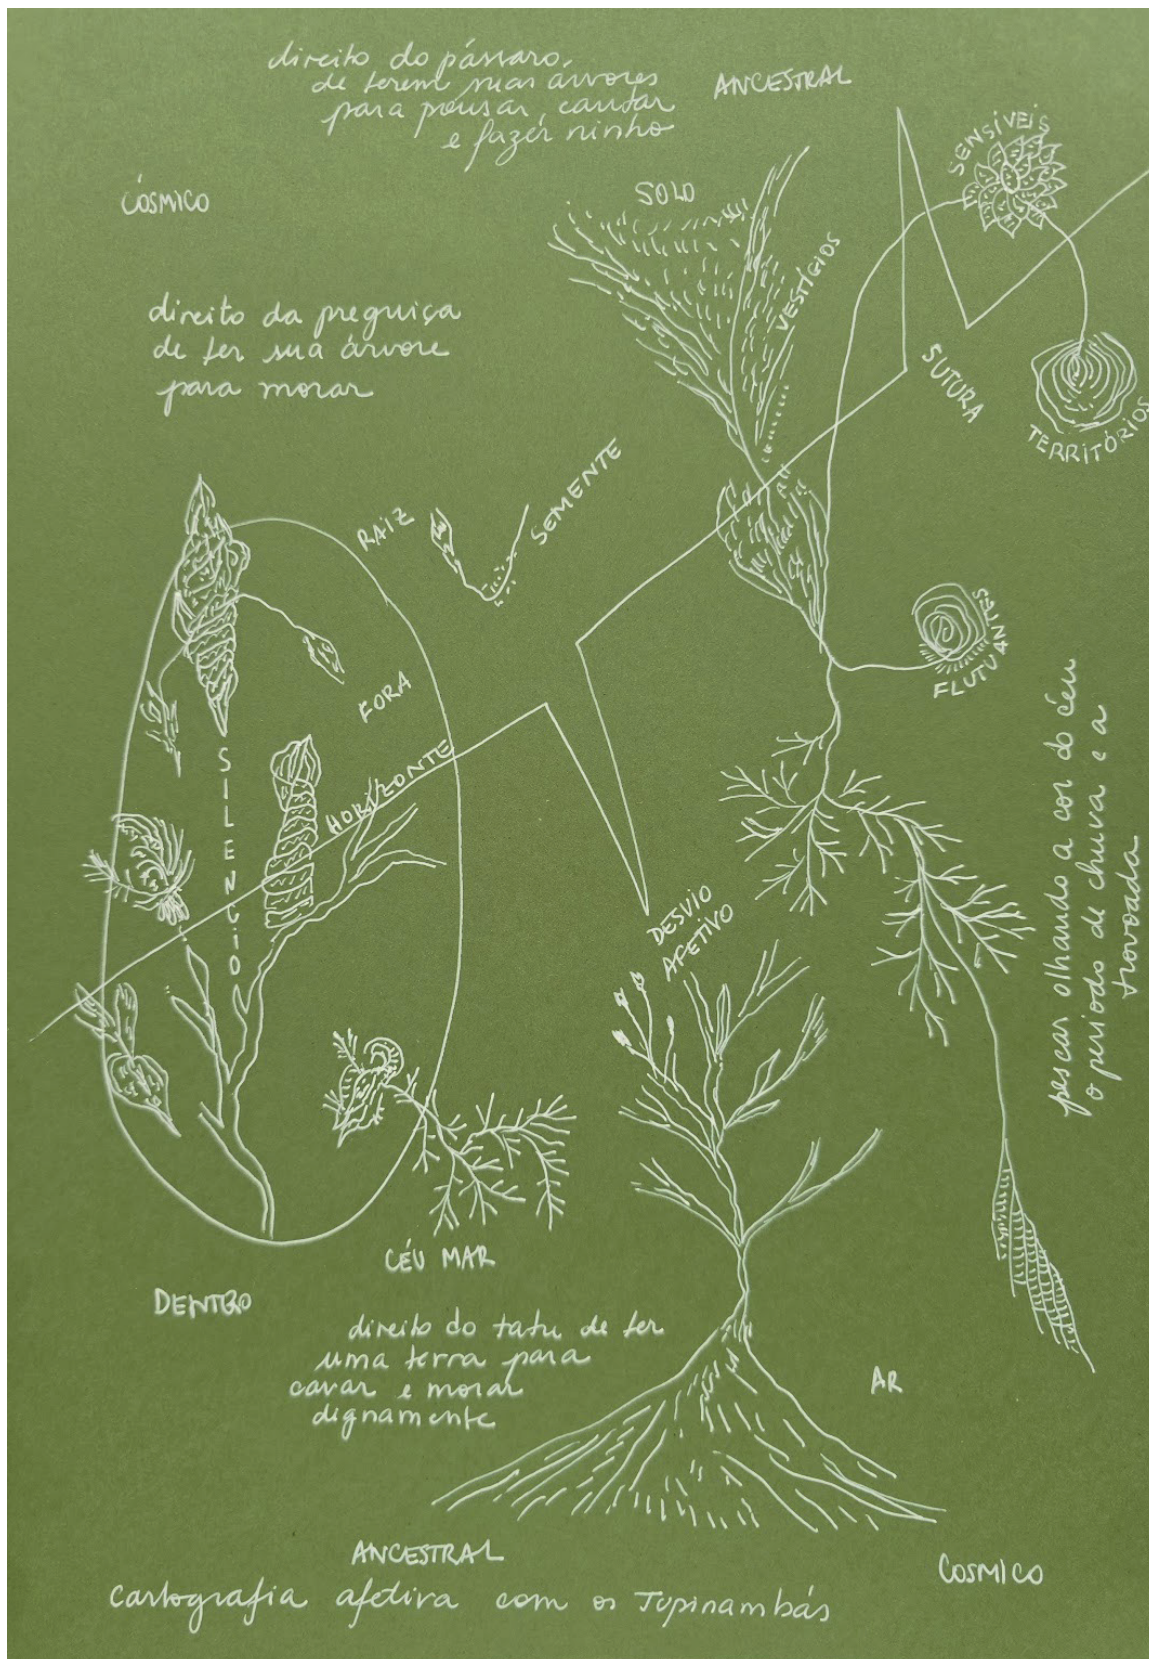 direito do pássaro,
de terem suas árvores
para pousar, cantar
e fazer ninho
ANCESTRAL
CÓSMICO
SOLO
SENSÍVEIS
VESTÍGIOS
direito da preguiça
de ter sua árvore
para morar
SUTURA
TERRITÓRIOS
RAIZ
SEMENTE
FLUTUANTES
FORA
SILENCIO
HORIZONTE
pescar olhando a cor do céu
o periodo de chuva e a
trovoada
DESVIO
AFETIVO
CÉU MAR
DENTRO
direito do tatu de ter
uma terra para
cavar e morar
dignamente
AR
ANCESTRAL
COSMICO
cartografia afetiva com os Tupinambás